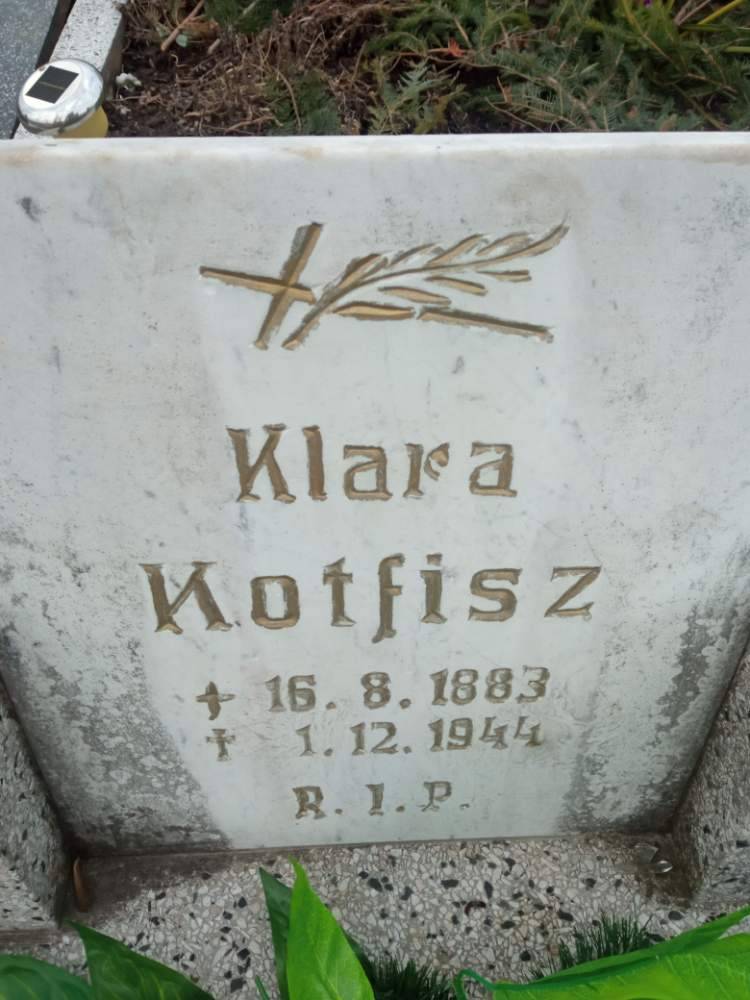 Klara
Kotfisz
+ 16. 8. 1883
† 1. 12. 1944
R. I. P.